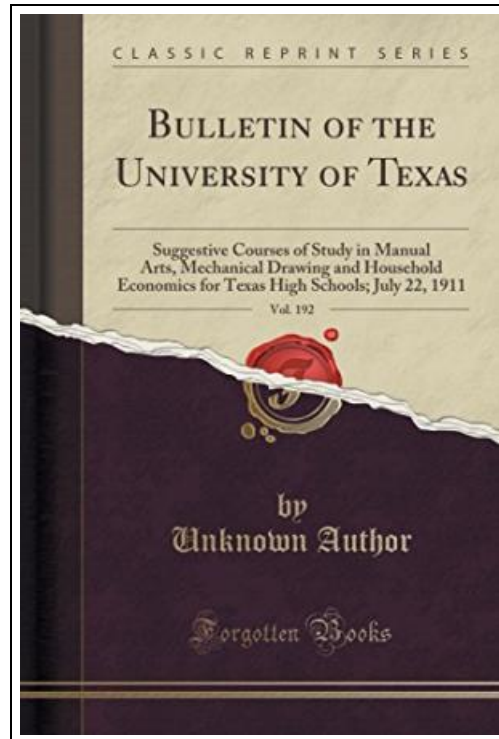 CLASSIC REPRINT SERIES
BULLETIN OF THE
UNIVERSITY OF TEXAS
Suggestive Courses of Study in Manual
Arts, Mechanical Drawing and Household
Economics for Texas High Schools; July 22, 1911
Vol. 192
by
Unknown Author
Forgotten Books